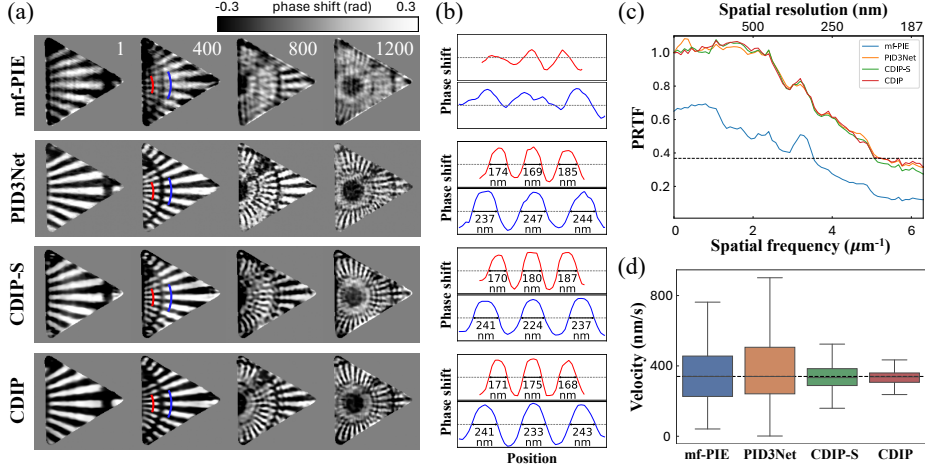 (a)
-0.3
phase shift (rad)
0.3
mf-PIE
1
400
800
1200
PID3Net
CDIP-S
CDIP
(b)
Phase shift
Phase shift
Phase shift
174 nm
169 nm
185 nm
Phase shift
237 nm
247 nm
244 nm
Phase shift
170 nm
180 nm
187 nm
241 nm
224 nm
237 nm
Phase shift
171 nm
175 nm
168 nm
241 nm
233 nm
243 nm
Position
(c)
Spatial resolution (nm)
500
250
187
mf-PIE
PID3Net
CDIP-S
CDIP
PRTF
1.0
0.8
0.6
0.4
0.2
0
2
4
6
Spatial frequency (μm⁻¹)
(d)
Velocity (nm/s)
800
400
0
mf-PIE
PID3Net
CDIP-S
CDIP